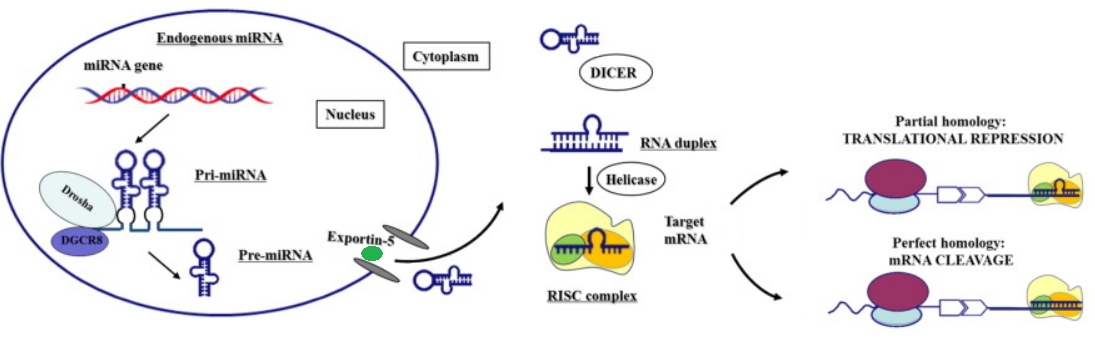 Endogenous miRNA
miRNA gene
Cytoplasm
Nucleus
Pri-miRNA
Drosha
DGCR8
Pre-miRNA
Exportin-5
DICER
RNA duplex
Helicase
Target
mRNA
RISC complex
Partial homology:
TRANSLATIONAL REPRESSION
Perfect homology:
mRNA CLEAVAGE